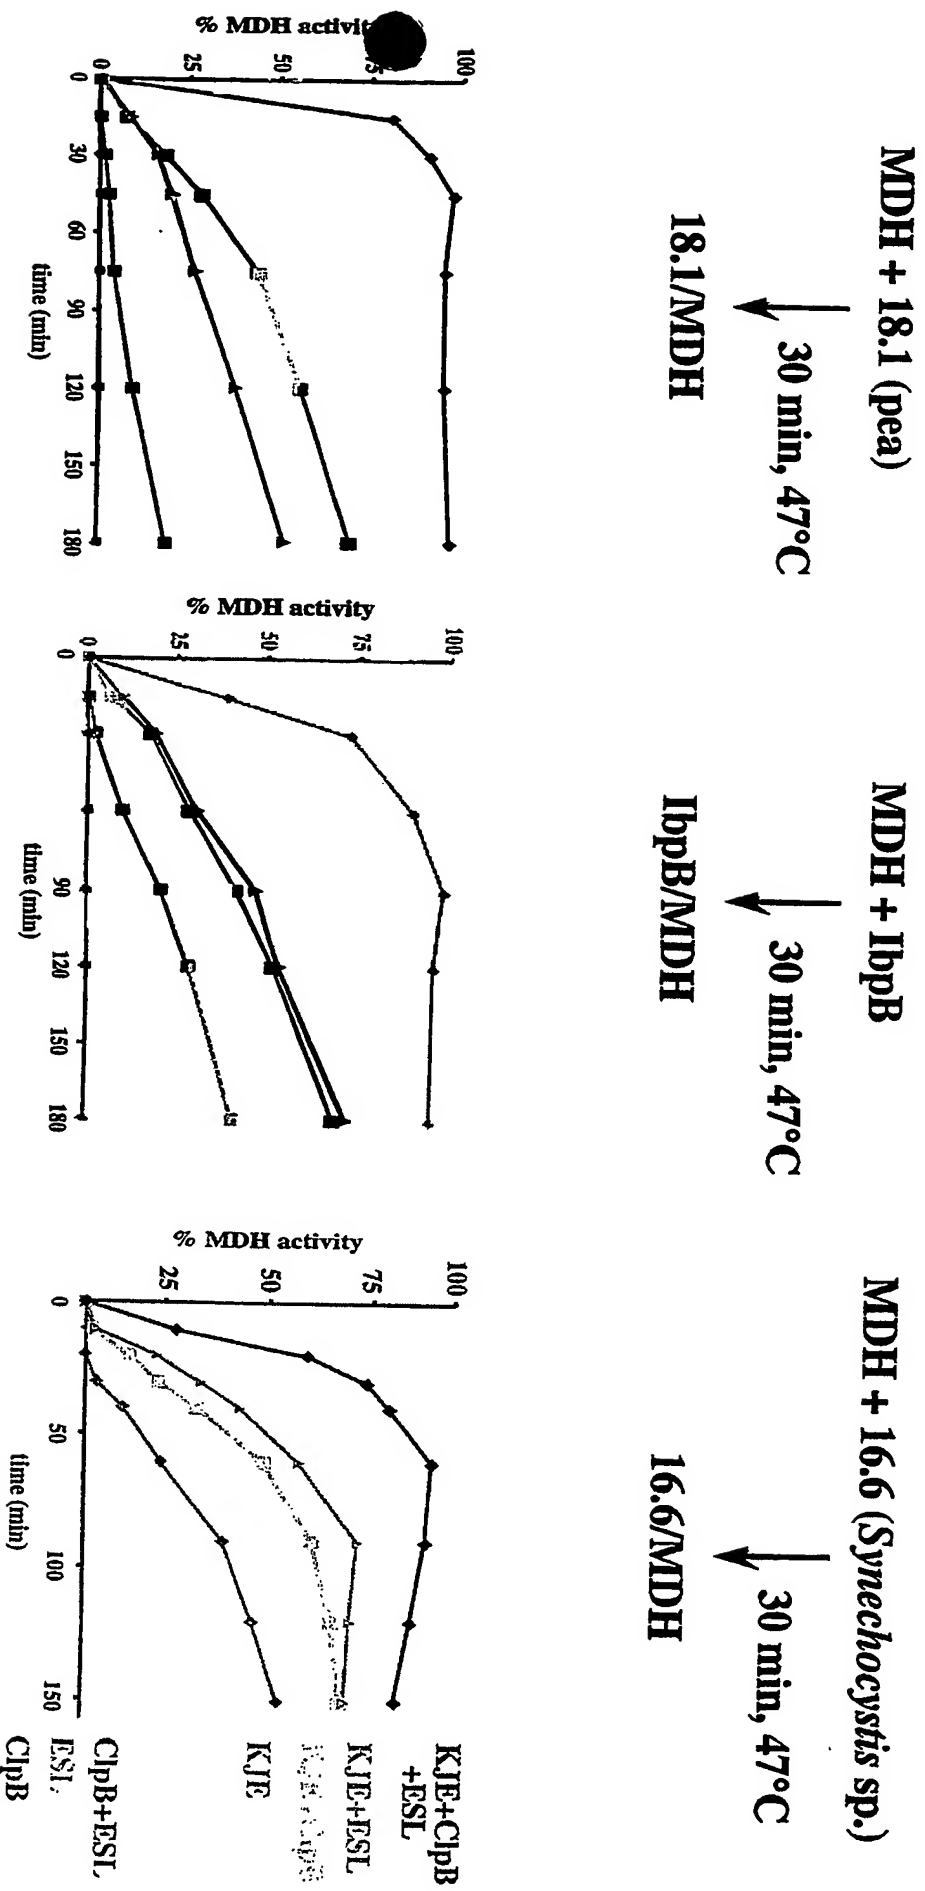 MDH + 18.1 (pea)
30 min, 47°C
18.1/MDH
% MDH activity
100
75
50
25
0
0 30 60 90 120 150 180
time (min)
MDH + IbpB
30 min, 47°C
IbpB/MDH
% MDH activity
100
75
50
25
0
0 90 120 150 180
time (min)
MDH + 16.6 (Synechocystis sp.)
30 min, 47°C
16.6/MDH
% MDH activity
100
75
50
25
0 50 100 150
time (min)
KJE+ClpB
+ESL
KJE+ESL
KJE
ClpB+ESL
ESL
ClpB